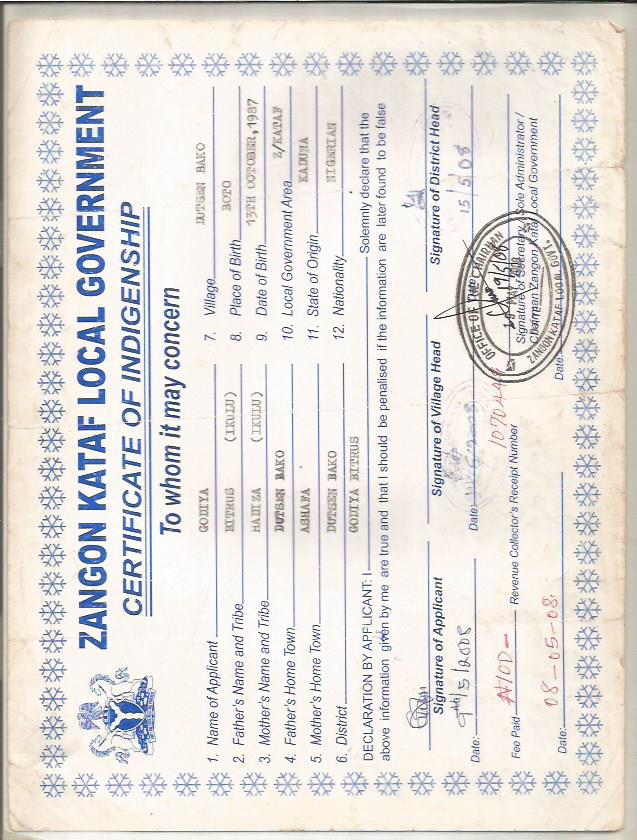 ZANGON KATAF LOCAL GOVERNMENT
CERTIFICATE OF INDIGENSHIP
To whom it may concern
1. Name of Applicant GODIYA
2. Father's Name and Tribe BITRUS (IKULU)
3. Mother's Name and Tribe HADIZA (IKULU)
4. Father's Home Town DUTSEN BAKO
5. Mother's Home Town ASHAFA
6. District DUTSEN BAKO
7. Village DUTSEN BAKO
8. Place of Birth BOTO
9. Date of Birth 13TH OCTOBER, 1987
10. Local Government Area Z/KATAF
11. State of Origin KADUNA
12. Nationality NIGERIAN
DECLARATION BY APPLICANT: I GODIYA BITRUS Solemnly declare that the
above information given by me are true and that I should be penalised if the information are later found to be false
Signature of Applicant
Signature of Village Head
Signature of District Head
Date: 9th/5/2008
Date:
15/5/08
Fee Paid ₦100=
Revenue Collector's Receipt Number
Signature of Secretary / Sole Administrator /
Chairman Zangon Kataf Local Government
OFFICE OF THE CHAIRMAN
ZANGON KATAF LOCAL GOVT.
Date: 08-05-08
Date: